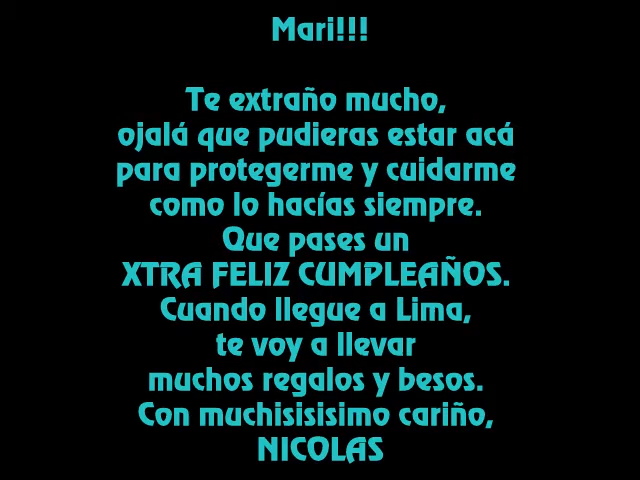 Mari!!!
Te extraño mucho,
ojalá que pudieras estar acá
para protegerme y cuidarme
como lo hacías siempre.
Que pases un
XTRA FELIZ CUMPLEAÑOS.
Cuando llegue a Lima,
te voy a llevar
muchos regalos y besos.
Con muchisisisimo cariño,
NICOLAS